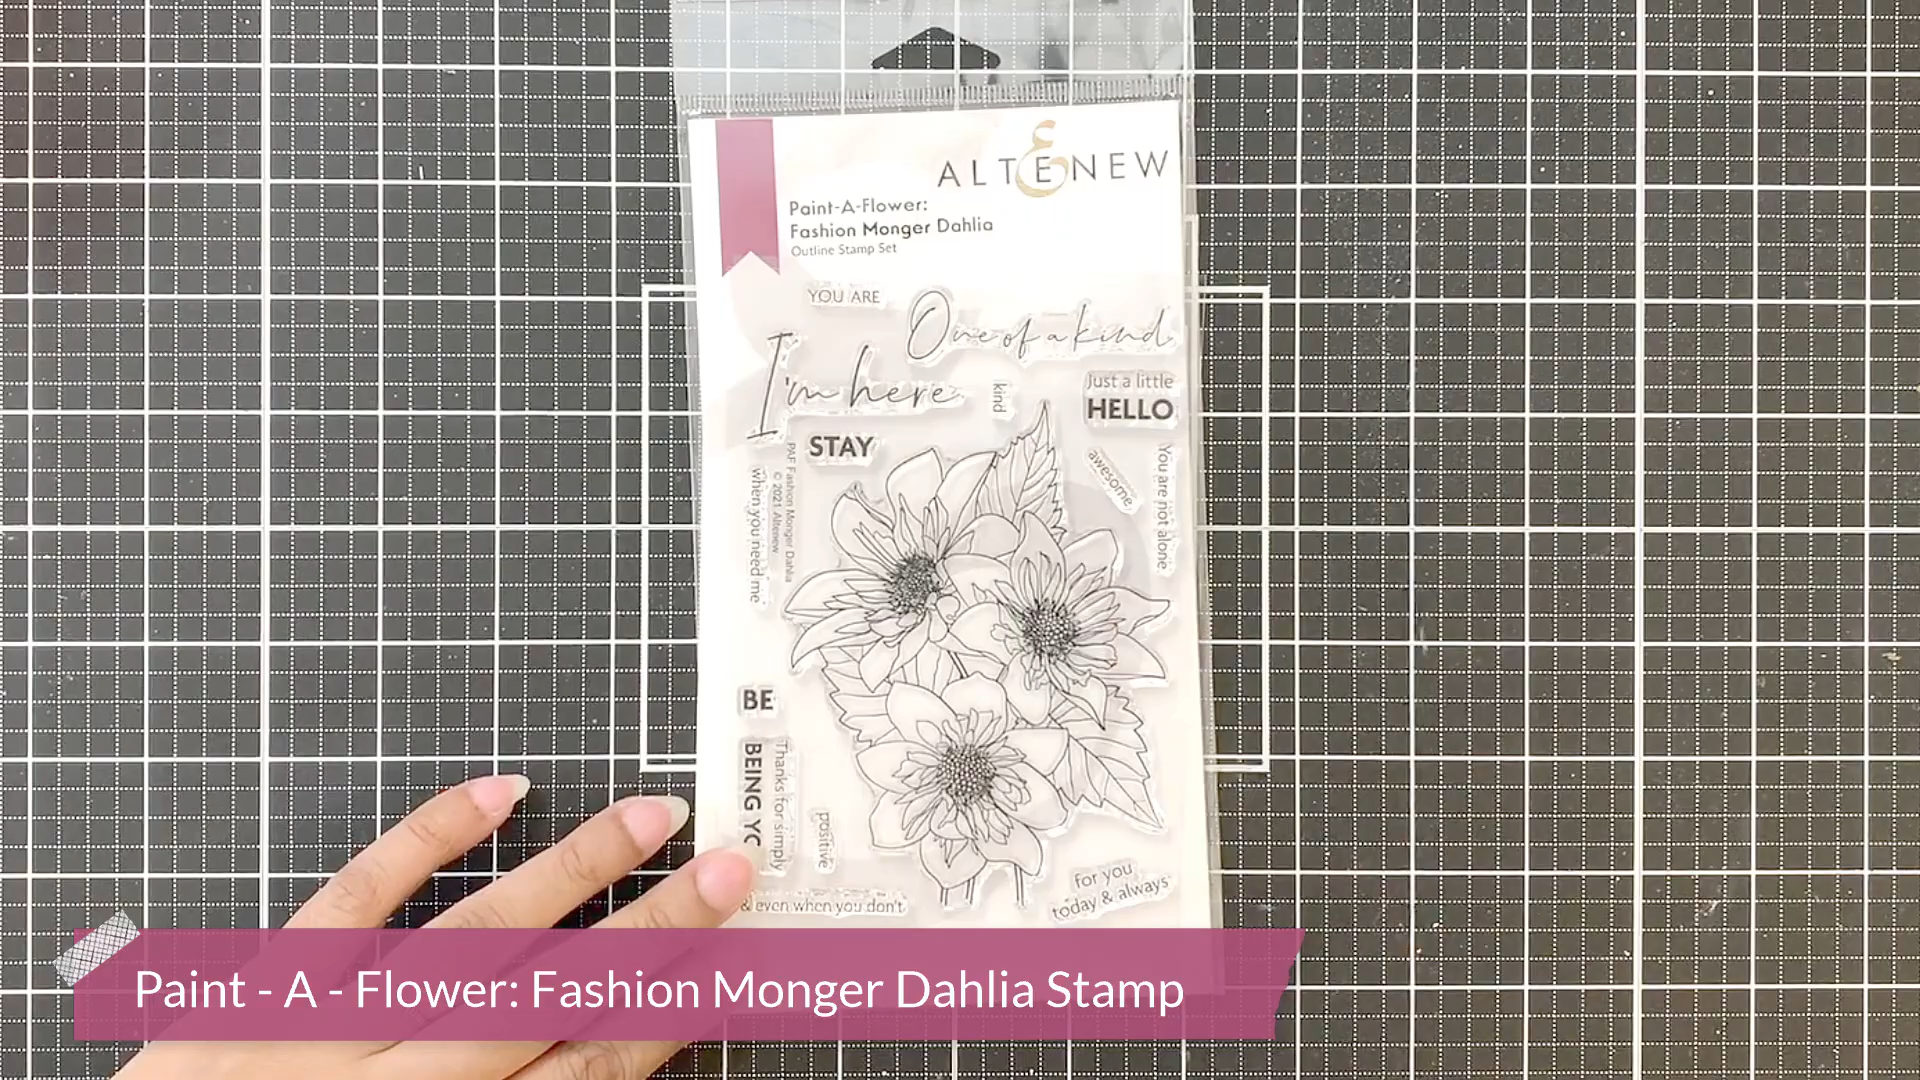 ALTENEW
Paint-A-Flower:
Fashion Monger Dahlia
Outline Stamp Set
YOU ARE
One of a kind
I'm here
kind
Just a little
HELLO
STAY
awesome
You are not alone
PAF Fashion Monger Dahlia
© 2021 Altenew
when you need me
BE
Thanks for simply
BEING YO
positive
& even when you don't
for you
today & always
Paint - A - Flower: Fashion Monger Dahlia Stamp